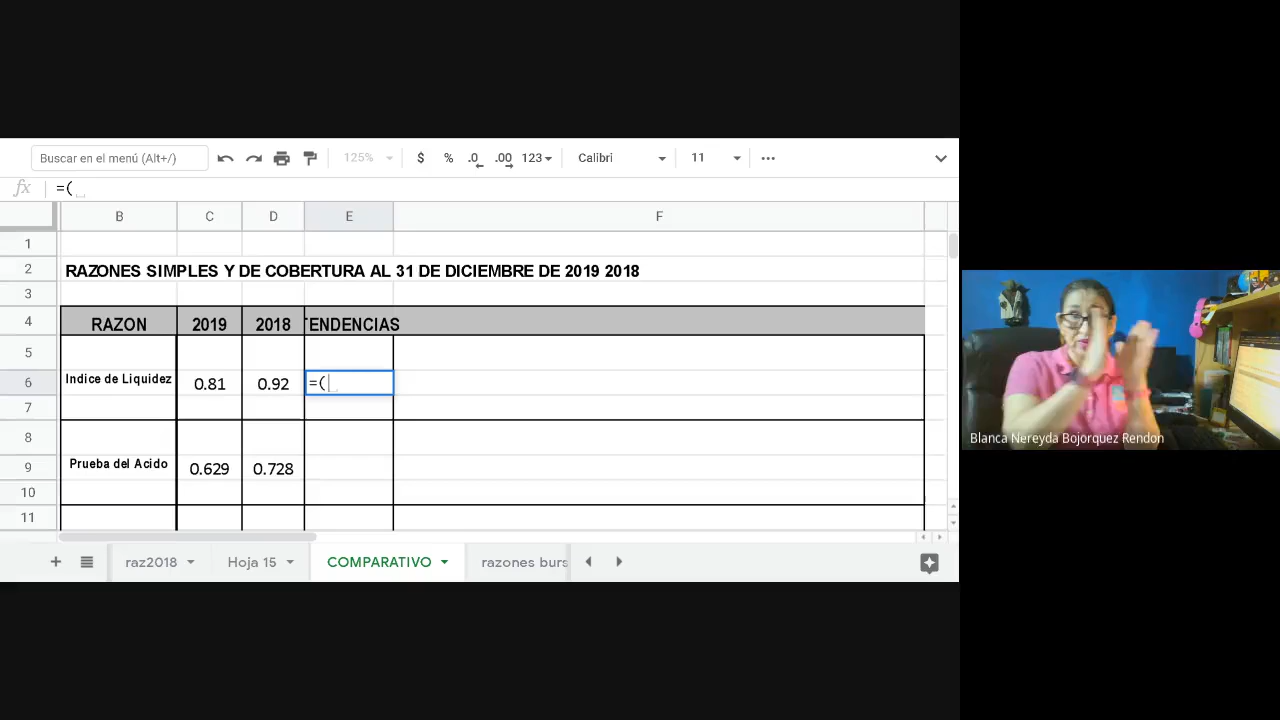 Buscar en el menú (Alt+/) 125% $ % .0 .00 123 Calibri 11
fx =(
B C D E F
1
2 RAZONES SIMPLES Y DE COBERTURA AL 31 DE DICIEMBRE DE 2019 2018
3
4 RAZON 2019 2018 TENDENCIAS
5
6 Indice de Liquidez 0.81 0.92 =(
7
8
9 Prueba del Acido 0.629 0.728
10
11
raz2018 Hoja 15 COMPARATIVO razones burs
Blanca Nereyda Bojorquez Rendon